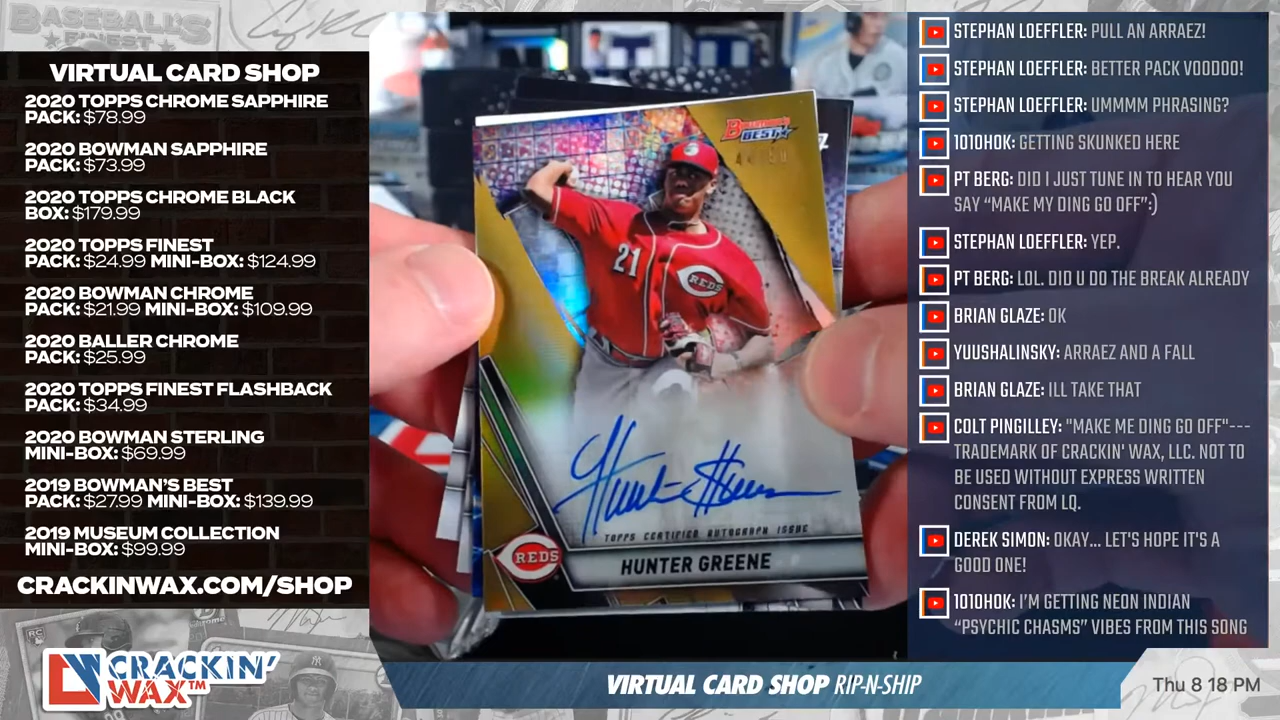 BASEBALL'S
FINEST
VIRTUAL CARD SHOP
2020 TOPPS CHROME SAPPHIRE
PACK: $78.99
2020 BOWMAN SAPPHIRE
PACK: $73.99
2020 TOPPS CHROME BLACK
BOX: $179.99
2020 TOPPS FINEST
PACK: $24.99 MINI-BOX: $124.99
2020 BOWMAN CHROME
PACK: $21.99 MINI-BOX: $109.99
2020 BALLER CHROME
PACK: $25.99
2020 TOPPS FINEST FLASHBACK
PACK: $34.99
2020 BOWMAN STERLING
MINI-BOX: $69.99
2019 BOWMAN'S BEST
PACK: $27.99 MINI-BOX: $139.99
2019 MUSEUM COLLECTION
MINI-BOX: $99.99
CRACKINWAX.COM/SHOP
RC
CRACKIN'
WAX™
BOWMAN'S
BEST
21
REDS
Hunter Greene
TOPPS CERTIFIED AUTOGRAPH ISSUE
REDS
HUNTER GREENE
STEPHAN LOEFFLER: PULL AN ARRAEZ!
STEPHAN LOEFFLER: BETTER PACK VOODOO!
STEPHAN LOEFFLER: UMMMM PHRASING?
1010HOK: GETTING SKUNKED HERE
PT BERG: DID I JUST TUNE IN TO HEAR YOU
SAY “MAKE MY DING GO OFF”:)
STEPHAN LOEFFLER: YEP.
PT BERG: LOL. DID U DO THE BREAK ALREADY
BRIAN GLAZE: OK
YUUSHALINSKY: ARRAEZ AND A FALL
BRIAN GLAZE: ILL TAKE THAT
COLT PINGILLEY: "MAKE ME DING GO OFF"---
TRADEMARK OF CRACKIN' WAX, LLC. NOT TO
BE USED WITHOUT EXPRESS WRITTEN
CONSENT FROM LQ.
DEREK SIMON: OKAY... LET'S HOPE IT'S A
GOOD ONE!
1010HOK: I’M GETTING NEON INDIAN
“PSYCHIC CHASMS” VIBES FROM THIS SONG
VIRTUAL CARD SHOP RIP-N-SHIP
Thu 8 18 PM